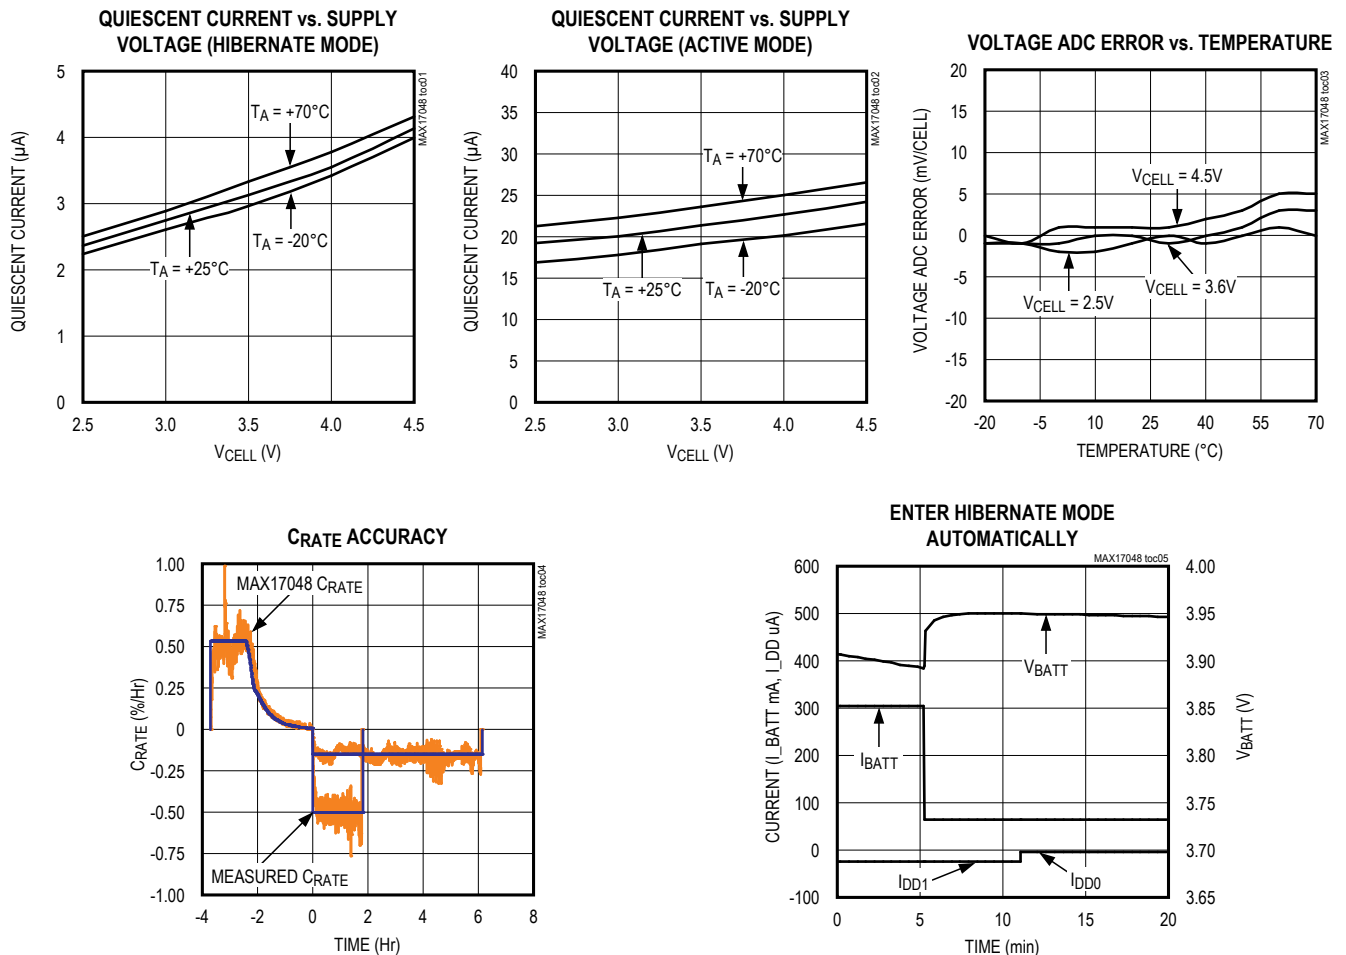 QUIESCENT CURRENT vs. SUPPLY
VOLTAGE (HIBERNATE MODE)
QUIESCENT CURRENT (µA)
5
4
3
2
1
0
2.5 3.0 3.5 4.0 4.5
VCELL (V)
TA = +70°C
TA = +25°C
TA = -20°C
MAX17048 toc01
QUIESCENT CURRENT vs. SUPPLY
VOLTAGE (ACTIVE MODE)
QUIESCENT CURRENT (µA)
40
35
30
25
20
15
10
5
0
2.5 3.0 3.5 4.0 4.5
VCELL (V)
TA = +70°C
TA = +25°C
TA = -20°C
MAX17048 toc02
VOLTAGE ADC ERROR vs. TEMPERATURE
VOLTAGE ADC ERROR (mV/CELL)
20
15
10
5
0
-5
-10
-15
-20
-20 -5 10 25 40 55 70
TEMPERATURE (°C)
VCELL = 4.5V
VCELL = 3.6V
VCELL = 2.5V
MAX17048 toc03
CRATE ACCURACY
CRATE (%/Hr)
1.00
0.75
0.50
0.25
0
-0.25
-0.50
-0.75
-1.00
-4 -2 0 2 4 6 8
TIME (Hr)
MAX17048 CRATE
MEASURED CRATE
MAX17048 toc04
ENTER HIBERNATE MODE
AUTOMATICALLY
MAX17048 toc05
CURRENT (I_BATT mA, I_DD uA)
600
500
400
300
200
100
0
-100
0 5 10 15 20
TIME (min)
4.00
3.95
3.90
3.85
3.80
3.75
3.70
3.65
VBATT (V)
VBATT
IBATT
IDD1
IDD0